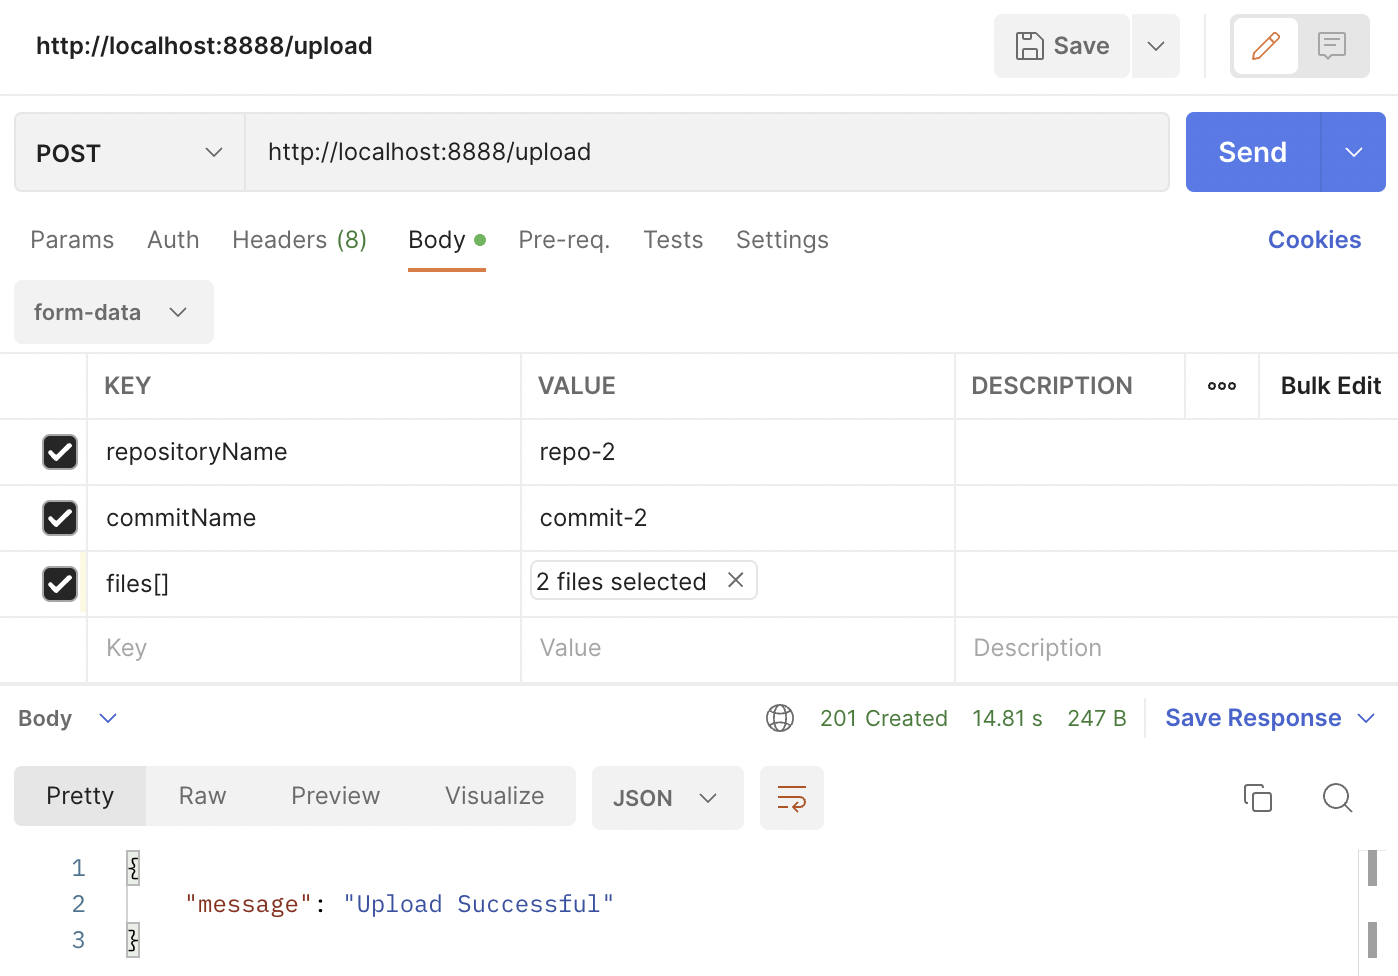 http://localhost:8888/upload
Save
POST
http://localhost:8888/upload
Send
Params Auth Headers (8) Body Pre-req. Tests Settings Cookies
form-data
KEY VALUE DESCRIPTION ooo Bulk Edit
repositoryName repo-2
commitName commit-2
files[] 2 files selected
Key Value Description
Body 201 Created 14.81 s 247 B Save Response
Pretty Raw Preview Visualize JSON
1 {
2 "message": "Upload Successful"
3 }